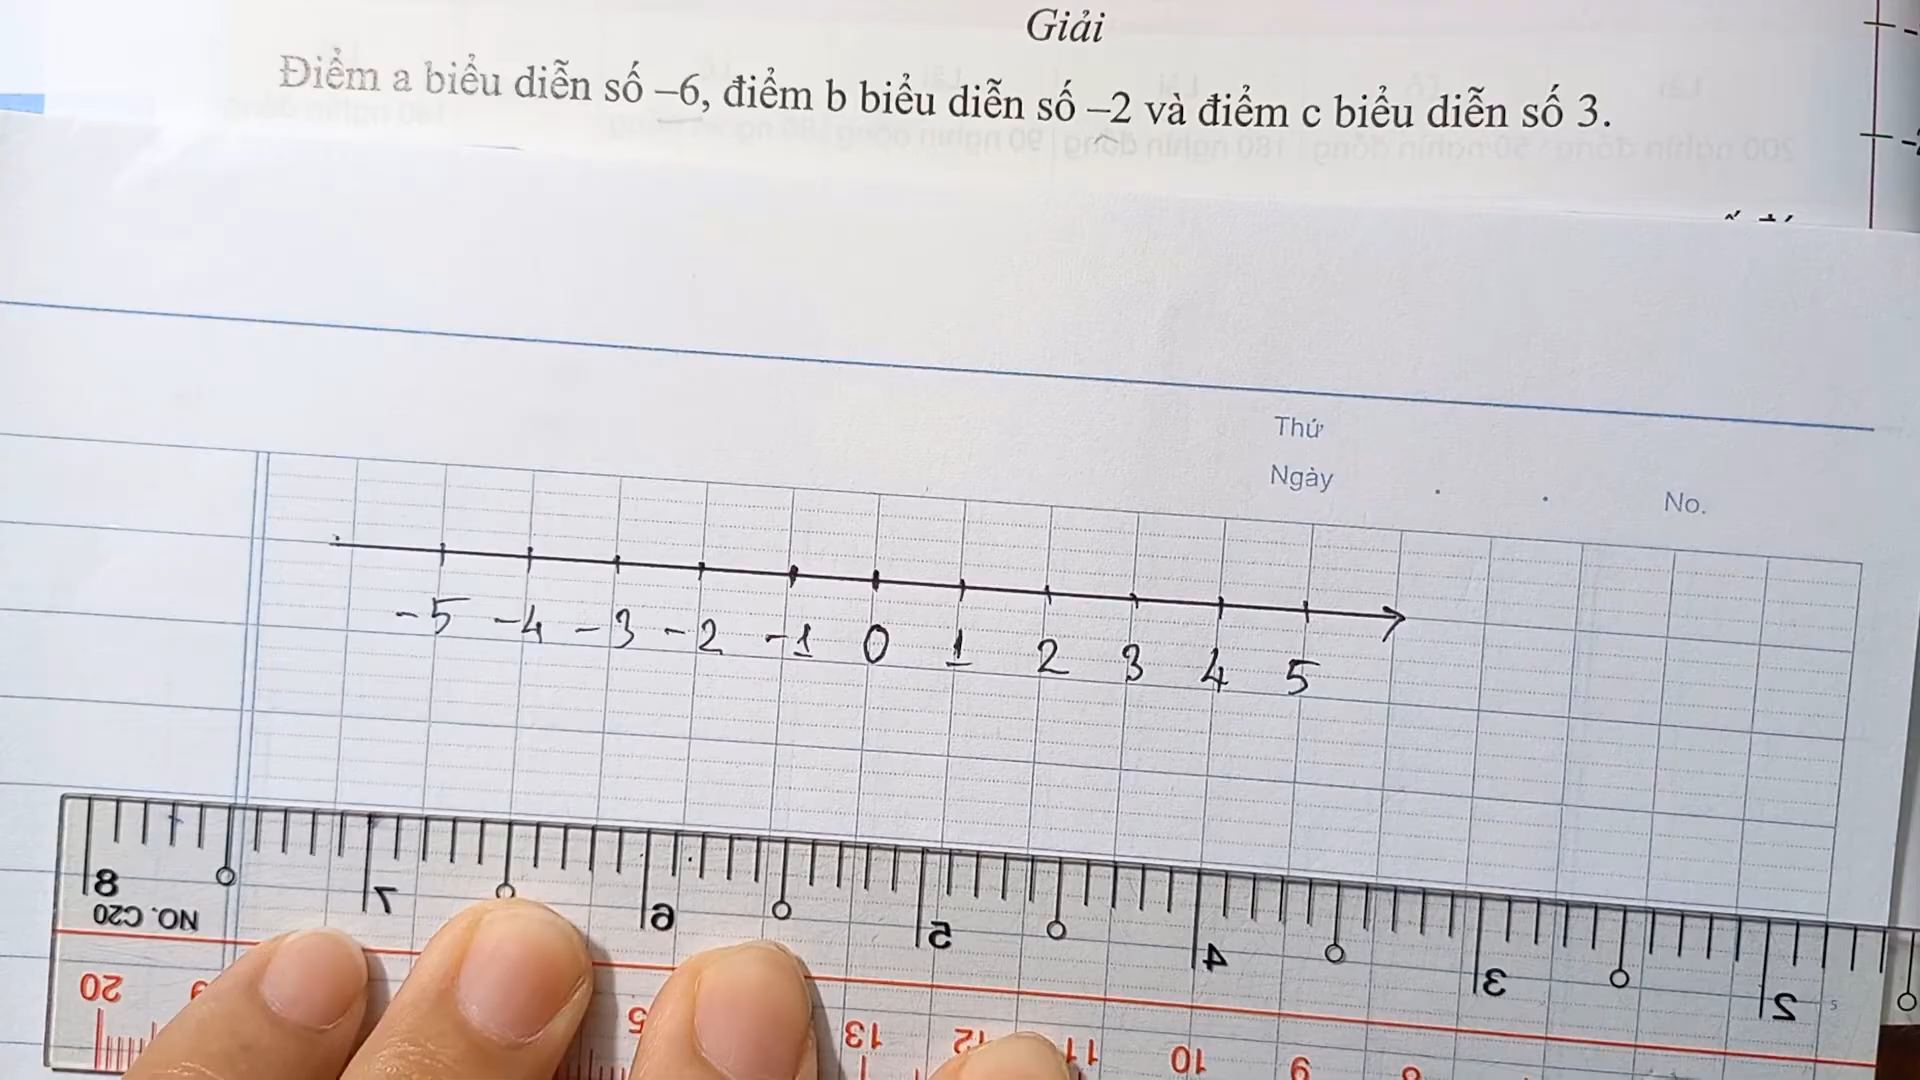 Giải
Điểm a biểu diễn số –6, điểm b biểu diễn số –2 và điểm c biểu diễn số 3.
Thứ
Ngày
No.
-5 -4 -3 -2 -1 0 1 2 3 4 5
8 7 6 5 4 3 2
NO. C20
20 13 12 11 10 9